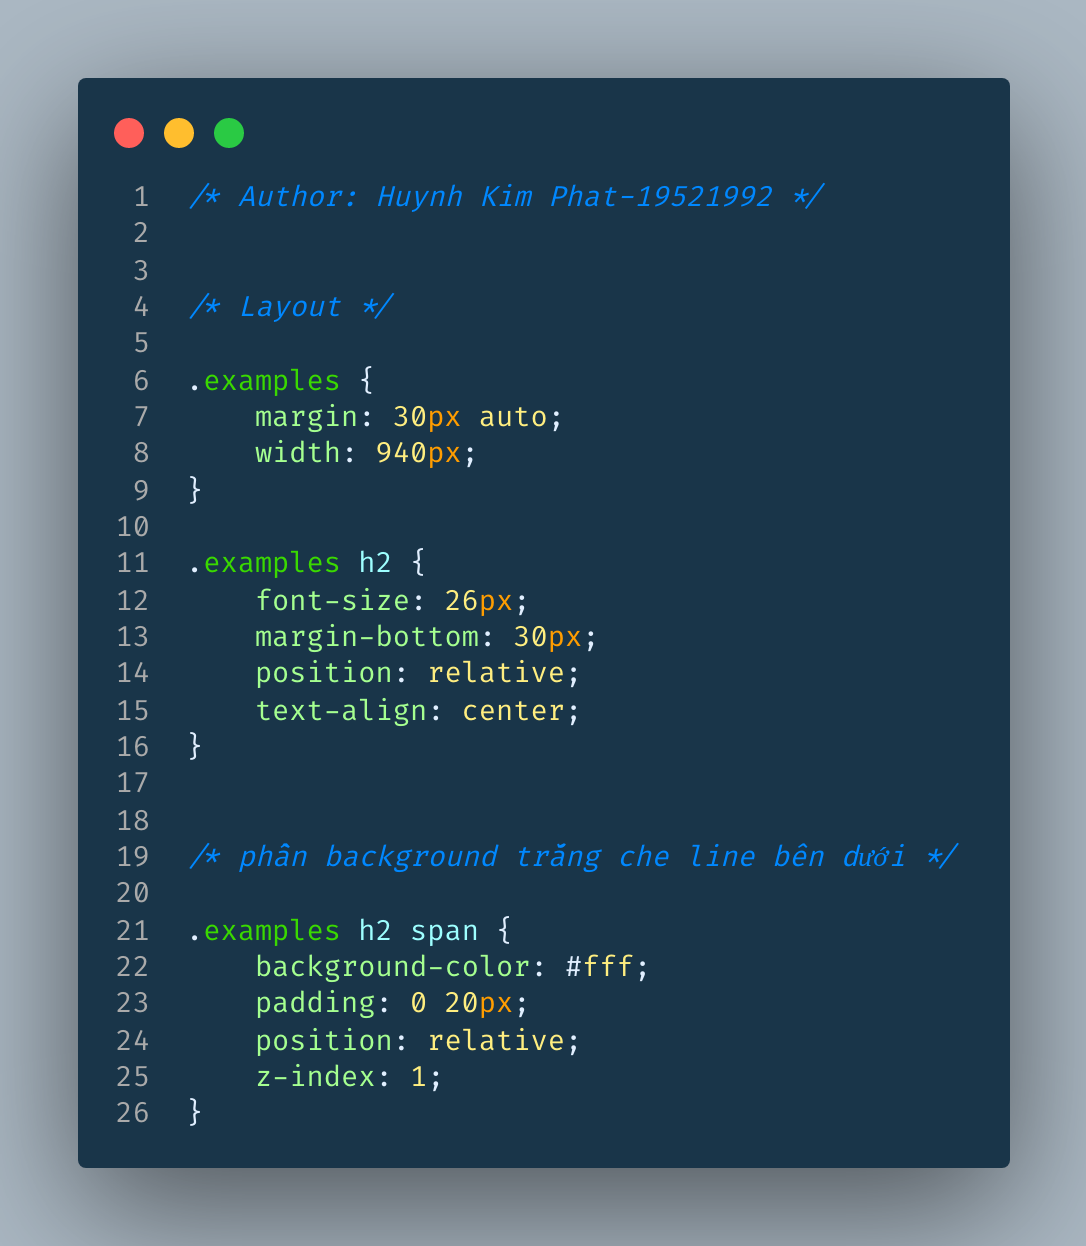 1 /* Author: Huynh Kim Phat-19521992 */
2
3
4 /* Layout */
5
6 .examples {
7     margin: 30px auto;
8     width: 940px;
9 }
10
11 .examples h2 {
12     font-size: 26px;
13     margin-bottom: 30px;
14     position: relative;
15     text-align: center;
16 }
17
18
19 /* phần background trắng che line bên dưới */
20
21 .examples h2 span {
22     background-color: #fff;
23     padding: 0 20px;
24     position: relative;
25     z-index: 1;
26 }